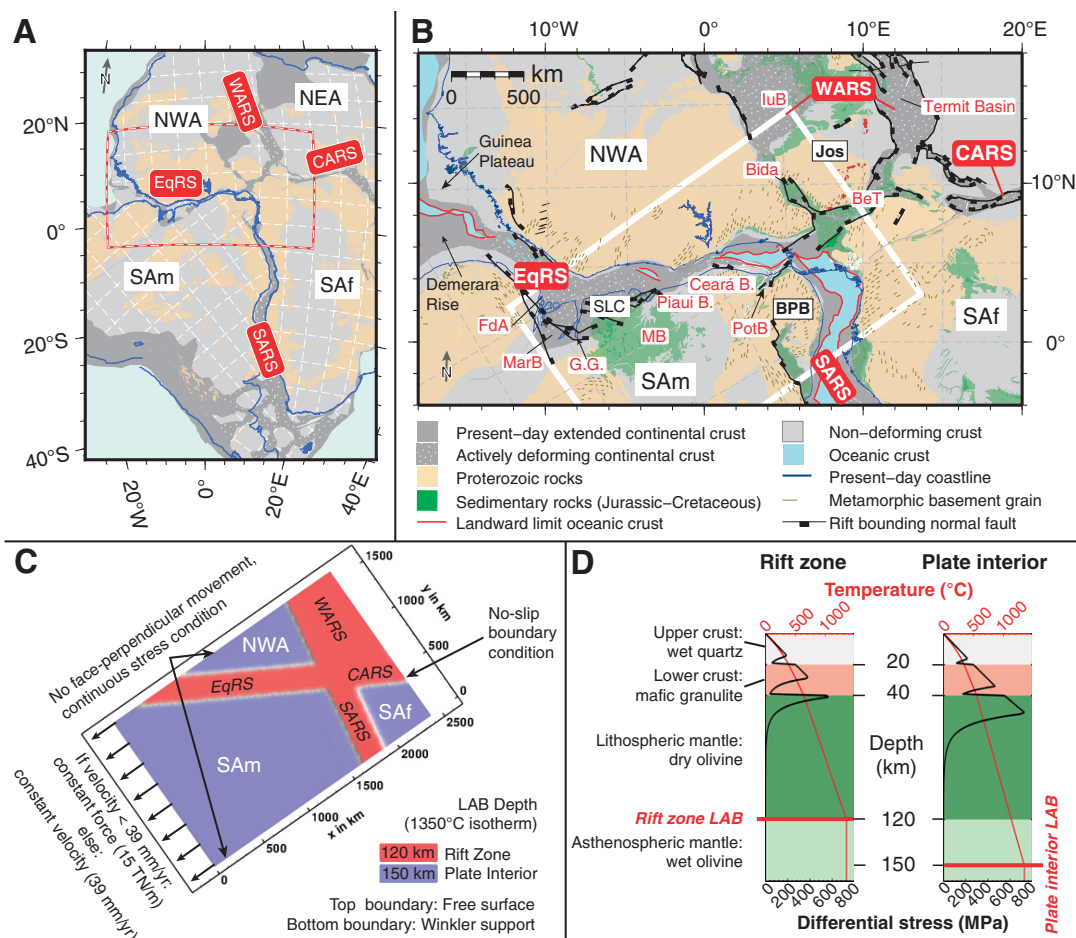 A
N
WARS
NEA
NWA
20°N
CARS
EqRS
0°
SAm
SAf
20°S
SARS
40°S
20°W
0°
20°E
40°E
B
10°W
0°
10°E
20°E
km
0 500
IuB
WARS
Termit Basin
NWA
Jos
CARS
Guinea
Plateau
Bida
10°N
BeT
EqRS
Demerara
Rise
Ceará B.
SLC
Piaui B.
BPB
FdA
SAf
MB
PotB
MarB
G.G.
0°
N
SAm
SARS
Present-day extended continental crust
Actively deforming continental crust
Proterozoic rocks
Sedimentary rocks (Jurassic-Cretaceous)
Landward limit oceanic crust
Non-deforming crust
Oceanic crust
Present-day coastline
Metamorphic basement grain
Rift bounding normal fault
C
No face-perpendicular movement,
continuous stress condition
1500
1000
y in km
500
0
No-slip
boundary
condition
WARS
NWA
CARS
EqRS
SARS
SAf
SAm
2500
2000
1500
1000
x in km
500
0
If velocity < 39 mm/yr:
constant force (15 TN/m)
else:
constant velocity (39 mm/yr)
LAB Depth
(1350°C isotherm)
120 km Rift Zone
150 km Plate Interior
Top boundary: Free surface
Bottom boundary: Winkler support
D
Rift zone Plate interior
Temperature (°C)
0 500 1000
0 500 1000
Upper crust:
wet quartz
20
Lower crust:
mafic granulite
40
Lithospheric mantle:
dry olivine
Depth
(km)
Rift zone LAB
120
Asthenospheric mantle:
wet olivine
150
Plate interior LAB
0 200 400 600 800
0 200 400 600 800
Differential stress (MPa)